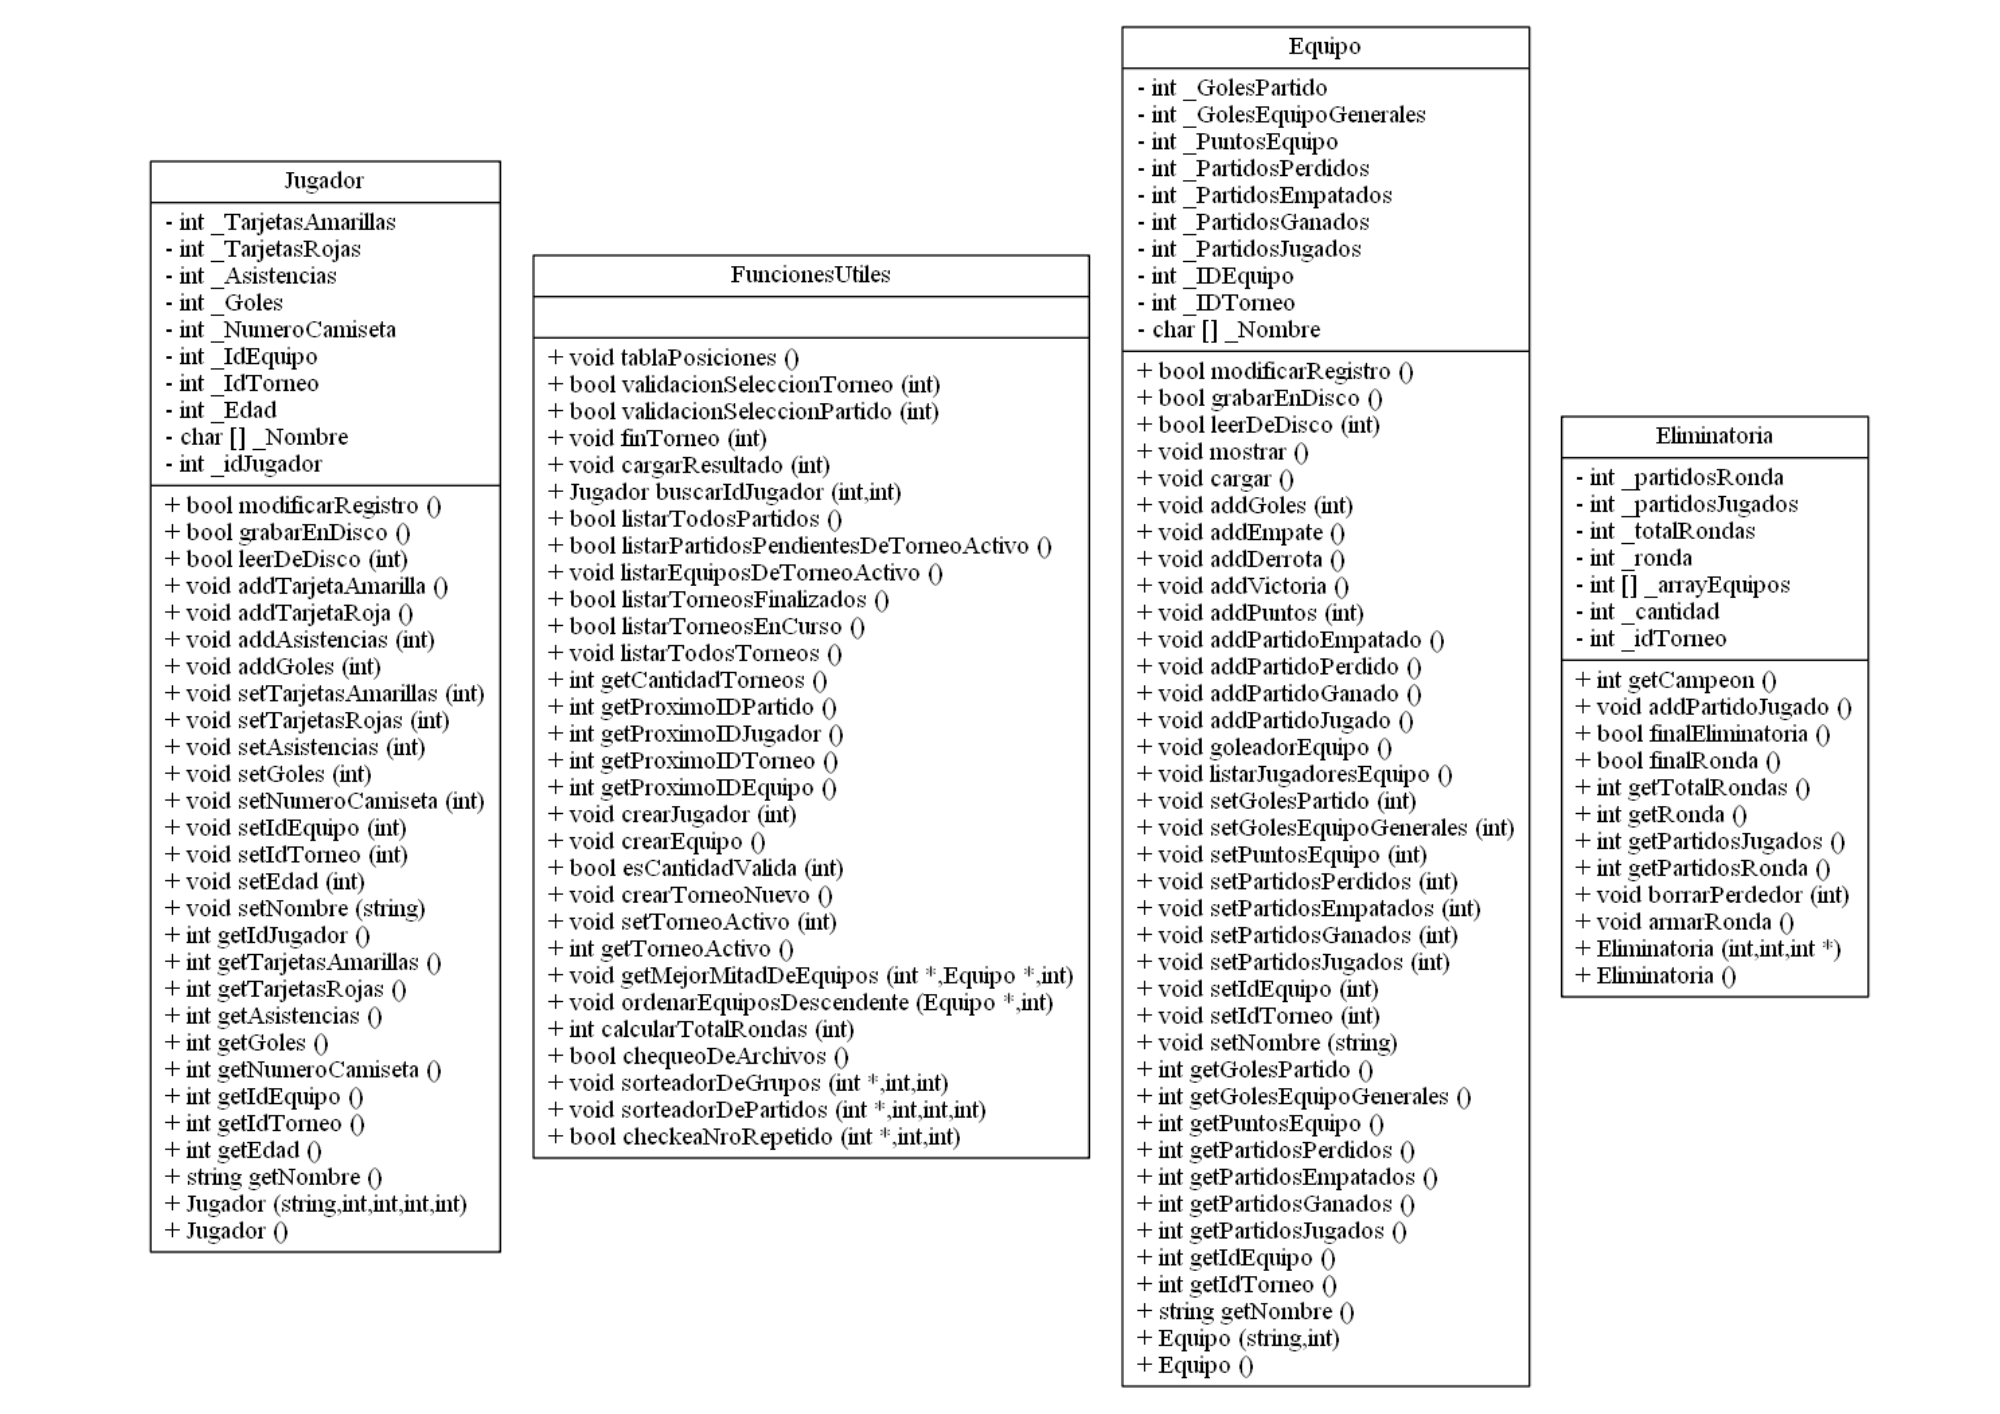 Jugador
- int _TarjetasAmarillas
- int _TarjetasRojas
- int _Asistencias
- int _Goles
- int _NumeroCamiseta
- int _IdEquipo
- int _IdTorneo
- int _Edad
- char [] _Nombre
- int _idJugador
+ bool modificarRegistro ()
+ bool grabarEnDisco ()
+ bool leerDeDisco (int)
+ void addTarjetaAmarilla ()
+ void addTarjetaRoja ()
+ void addAsistencias (int)
+ void addGoles (int)
+ void setTarjetasAmarillas (int)
+ void setTarjetasRojas (int)
+ void setAsistencias (int)
+ void setGoles (int)
+ void setNumeroCamiseta (int)
+ void setIdEquipo (int)
+ void setIdTorneo (int)
+ void setEdad (int)
+ void setNombre (string)
+ int getIdJugador ()
+ int getTarjetasAmarillas ()
+ int getTarjetasRojas ()
+ int getAsistencias ()
+ int getGoles ()
+ int getNumeroCamiseta ()
+ int getIdEquipo ()
+ int getIdTorneo ()
+ int getEdad ()
+ string getNombre ()
+ Jugador (string,int,int,int,int)
+ Jugador ()
FuncionesUtiles
+ void tablaPosiciones ()
+ bool validacionSeleccionTorneo (int)
+ bool validacionSeleccionPartido (int)
+ void finTorneo (int)
+ void cargarResultado (int)
+ Jugador buscarIdJugador (int,int)
+ bool listarTodosPartidos ()
+ bool listarPartidosPendientesDeTorneoActivo ()
+ void listarEquiposDeTorneoActivo ()
+ bool listarTorneosFinalizados ()
+ bool listarTorneosEnCurso ()
+ void listarTodosTorneos ()
+ int getCantidadTorneos ()
+ int getProximoIDPartido ()
+ int getProximoIDJugador ()
+ int getProximoIDTorneo ()
+ int getProximoIDEquipo ()
+ void crearJugador (int)
+ void crearEquipo ()
+ bool esCantidadValida (int)
+ void crearTorneoNuevo ()
+ void setTorneoActivo (int)
+ int getTorneoActivo ()
+ void getMejorMitadDeEquipos (int *,Equipo *,int)
+ void ordenarEquiposDescendente (Equipo *,int)
+ int calcularTotalRondas (int)
+ bool chequeoDeArchivos ()
+ void sorteadorDeGrupos (int *,int,int)
+ void sorteadorDePartidos (int *,int,int,int)
+ bool checkeaNroRepetido (int *,int,int)
Equipo
- int _GolesPartido
- int _GolesEquipoGenerales
- int _PuntosEquipo
- int _PartidosPerdidos
- int _PartidosEmpatados
- int _PartidosGanados
- int _PartidosJugados
- int _IDEquipo
- int _IDTorneo
- char [] _Nombre
+ bool modificarRegistro ()
+ bool grabarEnDisco ()
+ bool leerDeDisco (int)
+ void mostrar ()
+ void cargar ()
+ void addGoles (int)
+ void addEmpate ()
+ void addDerrota ()
+ void addVictoria ()
+ void addPuntos (int)
+ void addPartidoEmpatado ()
+ void addPartidoPerdido ()
+ void addPartidoGanado ()
+ void addPartidoJugado ()
+ void goleadorEquipo ()
+ void listarJugadoresEquipo ()
+ void setGolesPartido (int)
+ void setGolesEquipoGenerales (int)
+ void setPuntosEquipo (int)
+ void setPartidosPerdidos (int)
+ void setPartidosEmpatados (int)
+ void setPartidosGanados (int)
+ void setPartidosJugados (int)
+ void setIdEquipo (int)
+ void setIdTorneo (int)
+ void setNombre (string)
+ int getGolesPartido ()
+ int getGolesEquipoGenerales ()
+ int getPuntosEquipo ()
+ int getPartidosPerdidos ()
+ int getPartidosEmpatados ()
+ int getPartidosGanados ()
+ int getPartidosJugados ()
+ int getIdEquipo ()
+ int getIdTorneo ()
+ string getNombre ()
+ Equipo (string,int)
+ Equipo ()
Eliminatoria
- int _partidosRonda
- int _partidosJugados
- int _totalRondas
- int _ronda
- int [] _arrayEquipos
- int _cantidad
- int _idTorneo
+ int getCampeon ()
+ void addPartidoJugado ()
+ bool finalEliminatoria ()
+ bool finalRonda ()
+ int getTotalRondas ()
+ int getRonda ()
+ int getPartidosJugados ()
+ int getPartidosRonda ()
+ void borrarPerdedor (int)
+ void armarRonda ()
+ Eliminatoria (int,int,int *)
+ Eliminatoria ()